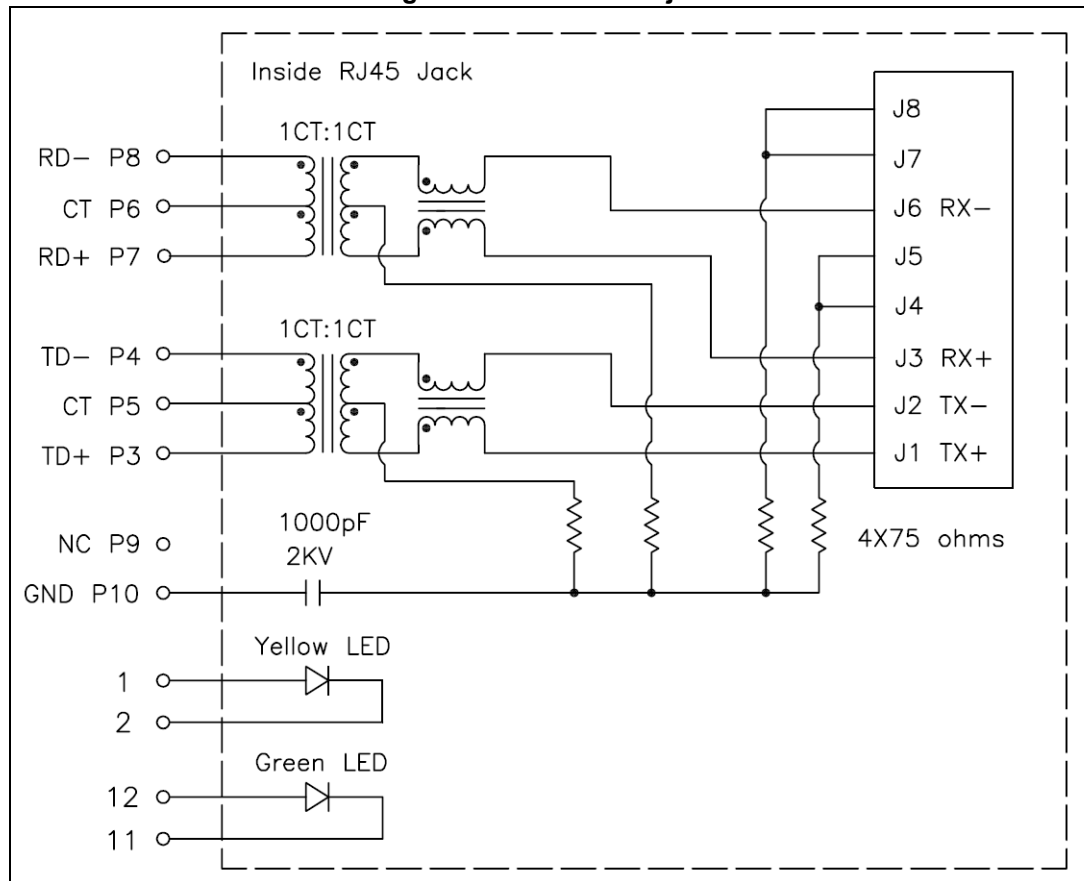 Inside RJ45 Jack
1CT:1CT
RD- P8
CT P6
RD+ P7
1CT:1CT
TD- P4
CT P5
TD+ P3
J8
J7
J6 RX-
J5
J4
J3 RX+
J2 TX-
J1 TX+
4X75 ohms
1000pF
2KV
NC P9
GND P10
Yellow LED
1
2
Green LED
12
11